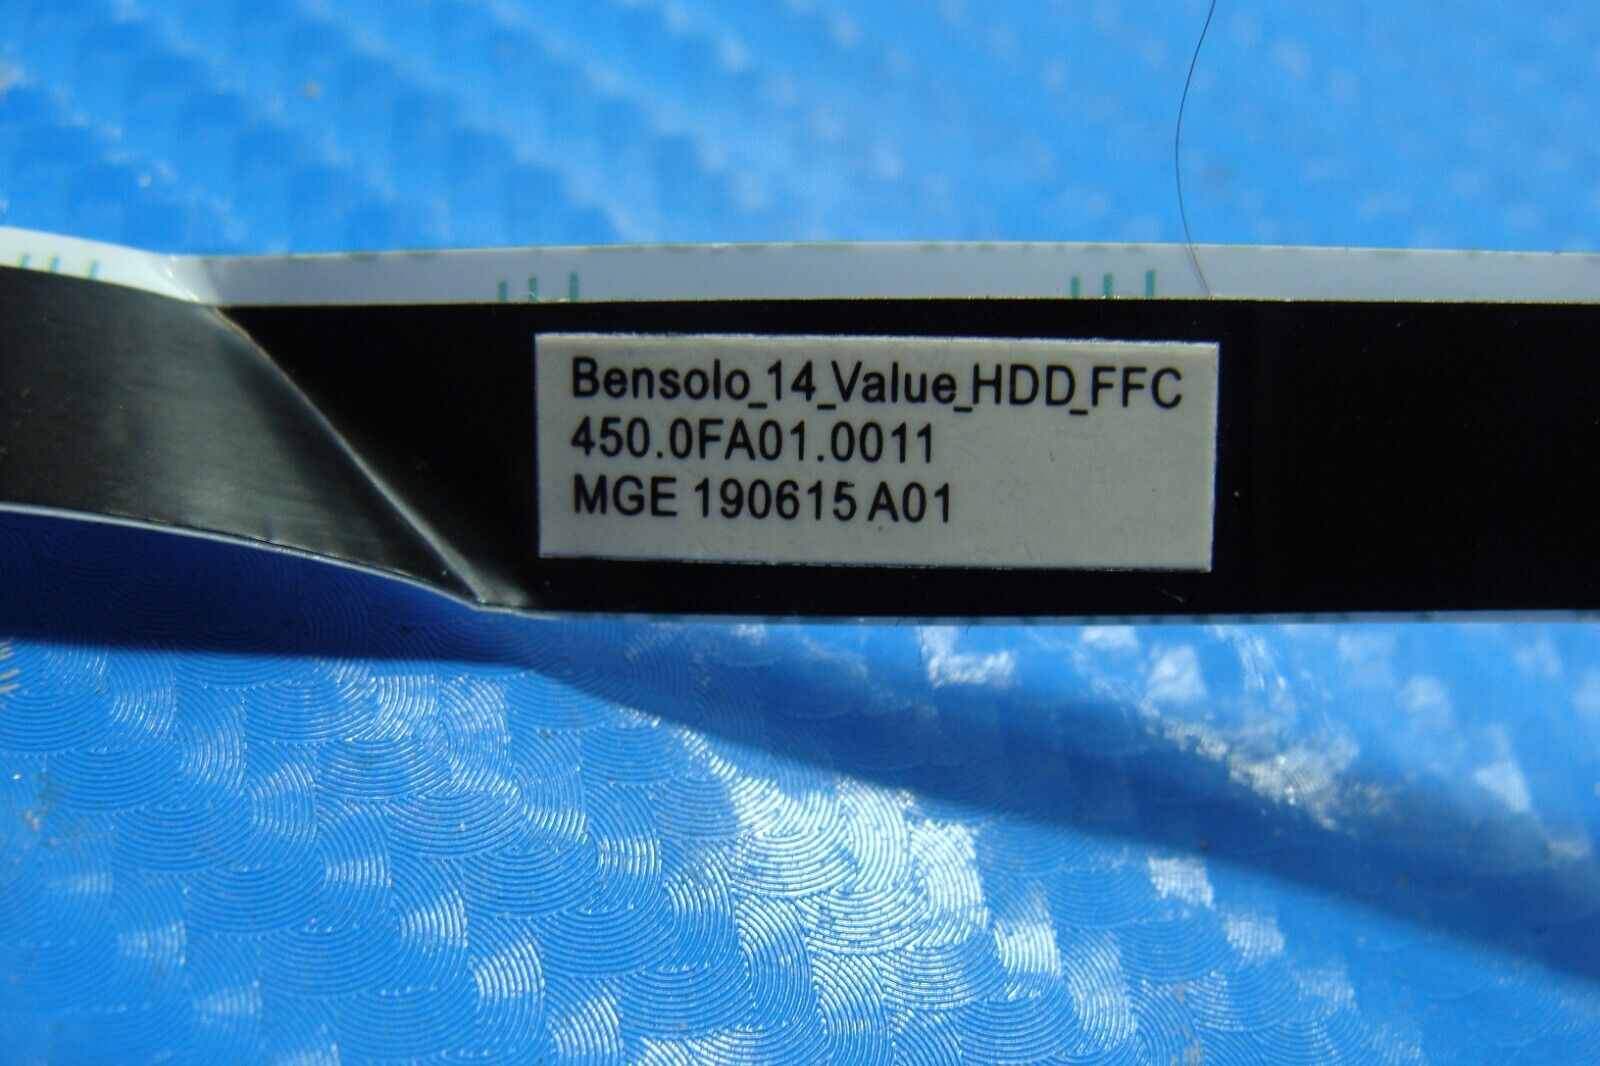 Bensolo_14_Value_HDD_FFC
450.0FA01.0011
MGE 190615 A01